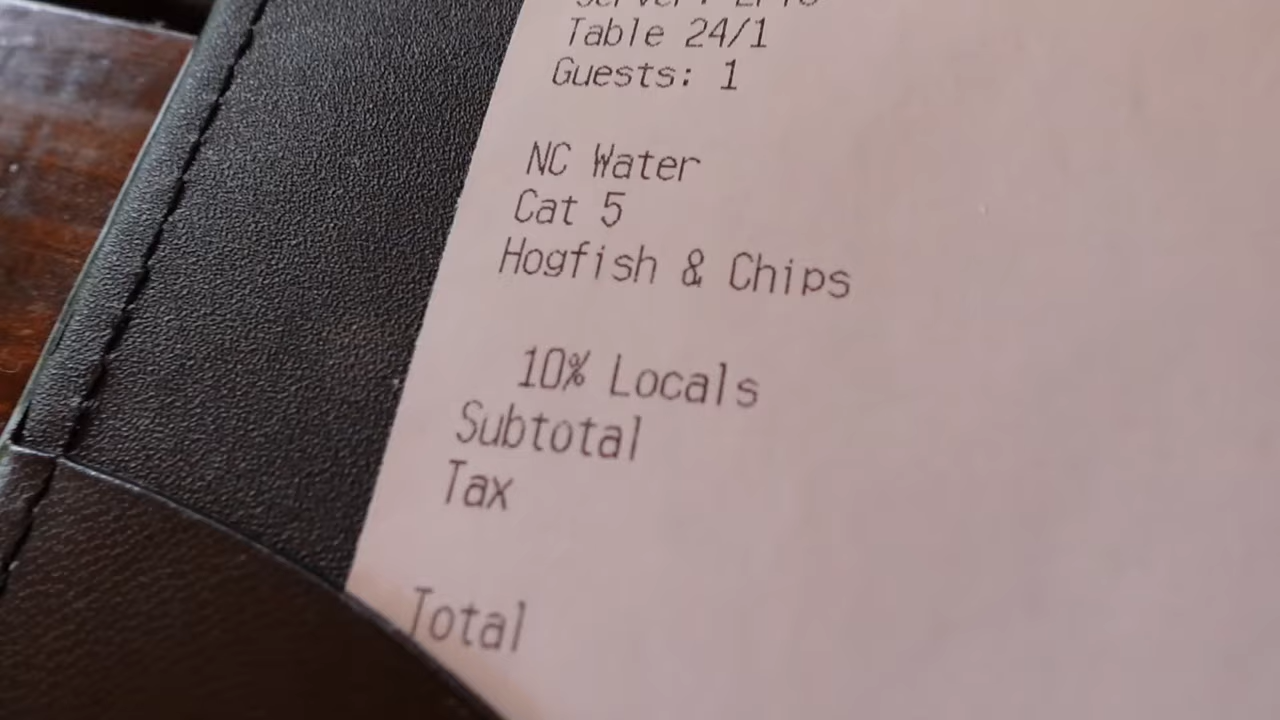 Table 24/1
Guests: 1
NC Water
Cat 5
Hogfish & Chips
10% Locals
Subtotal
Tax
Total